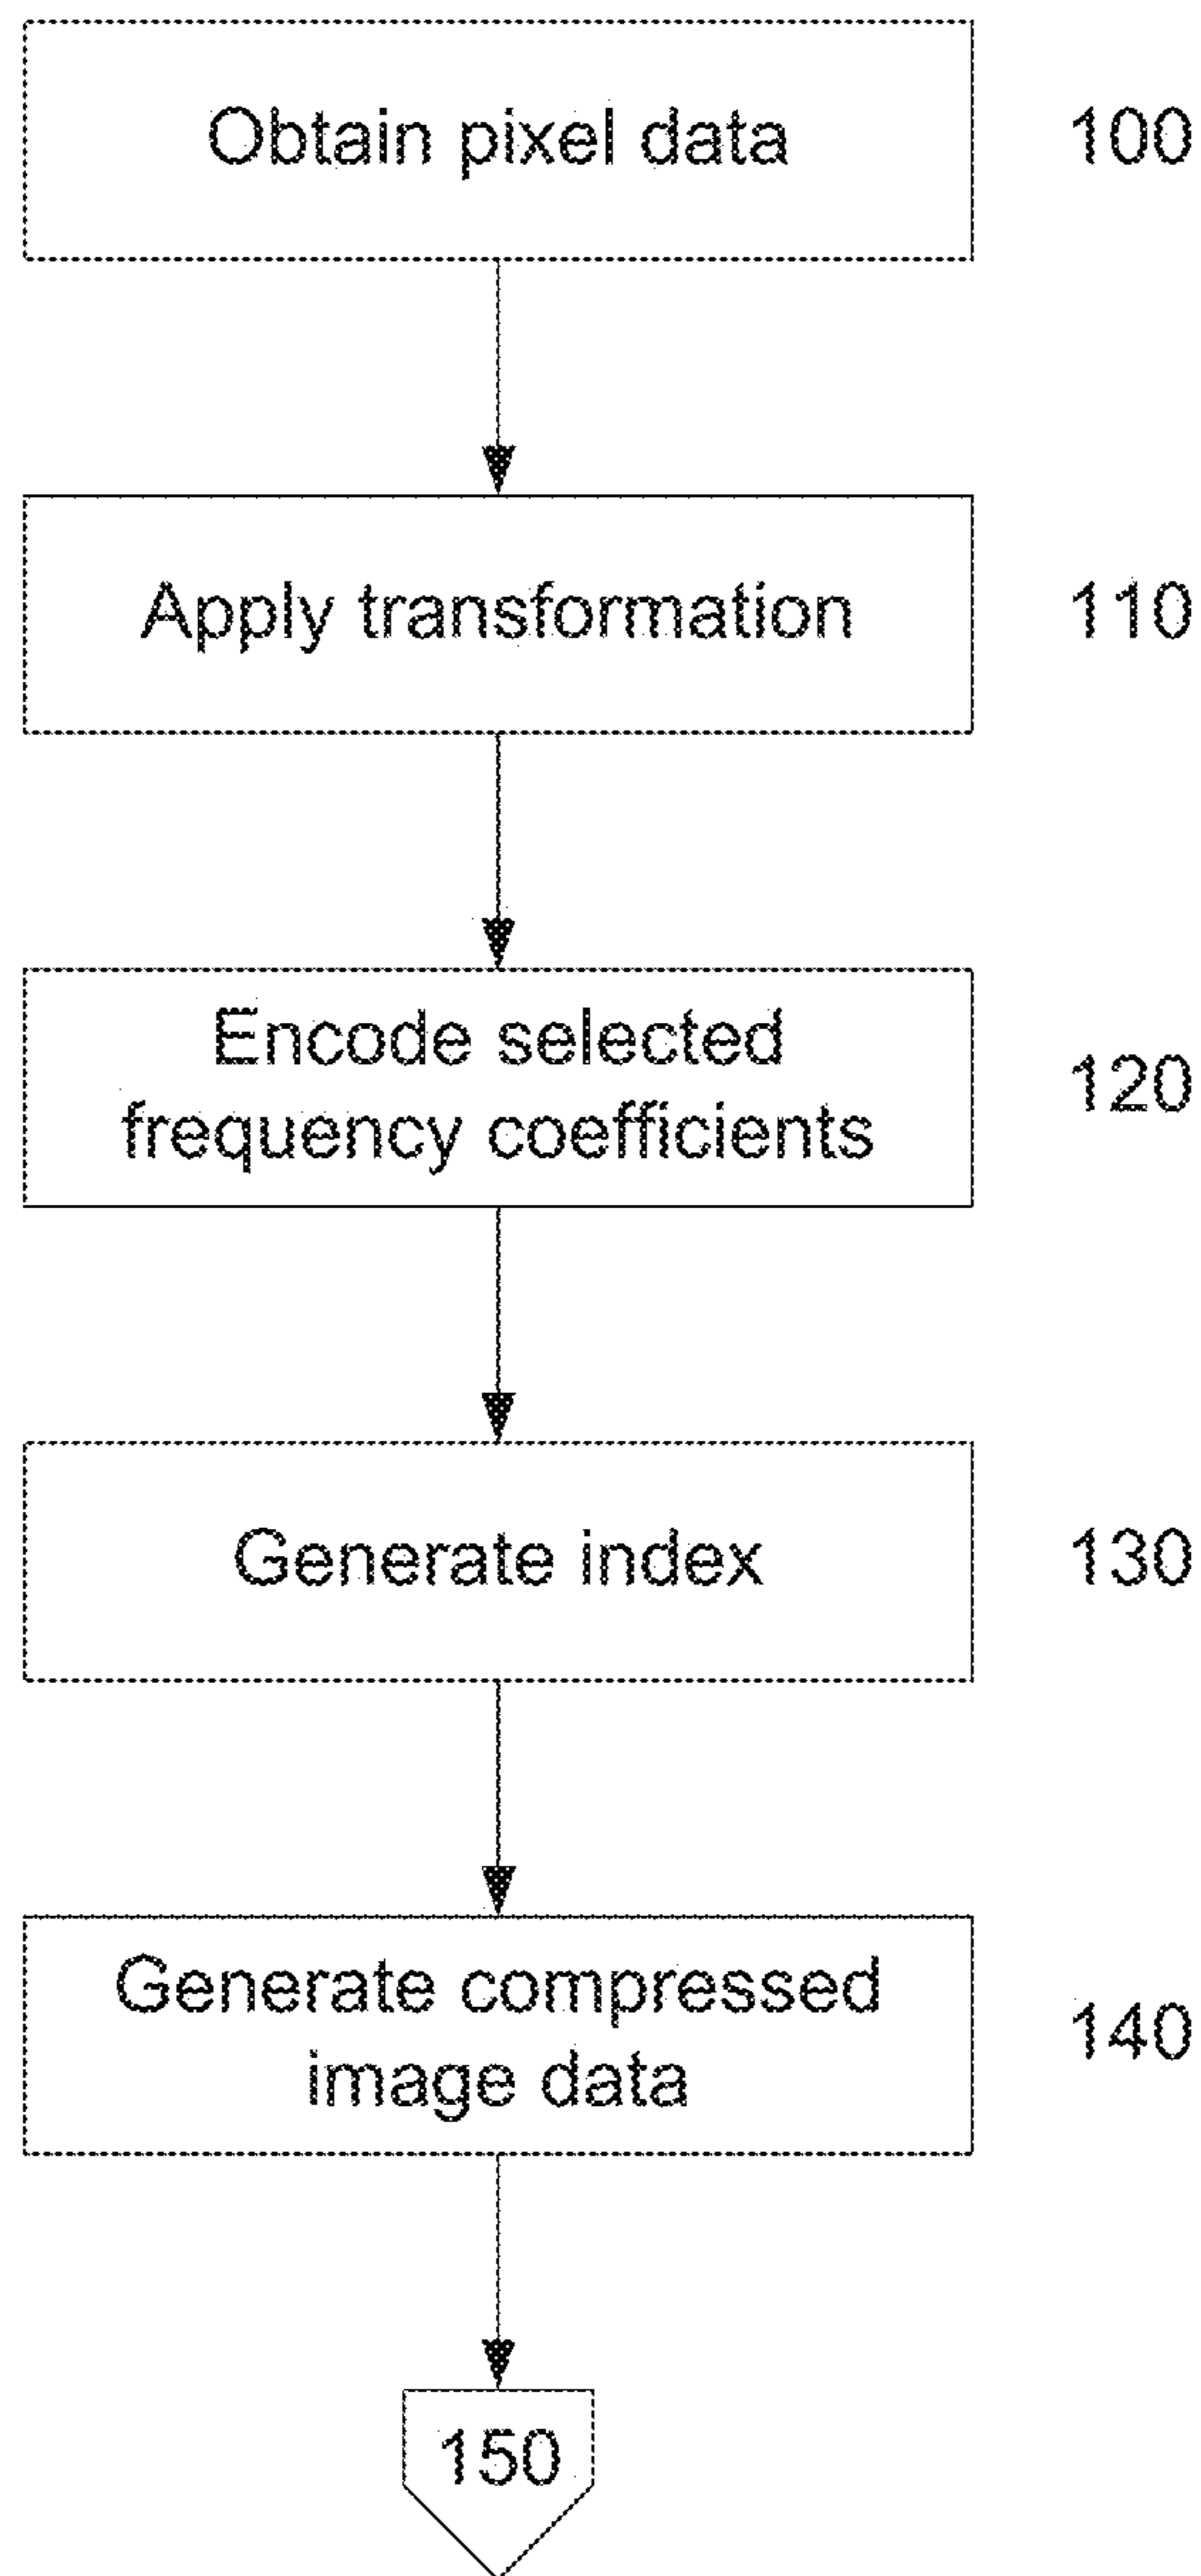 Obtain pixel data
100
Apply transformation
110
Encode selected
frequency coefficients
120
Generate index
130
Generate compressed
image data
140
150